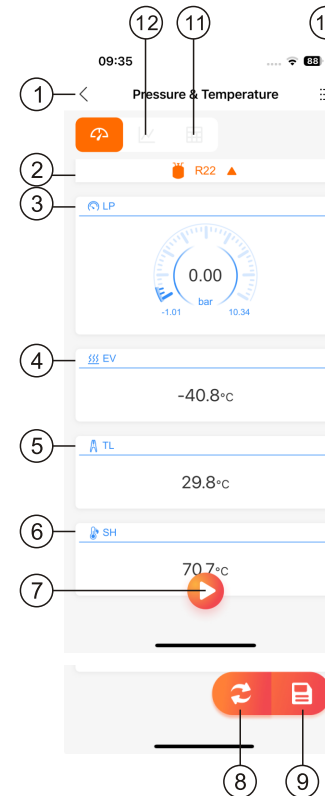 12 11 1
09:35 .... 88
1 Pressure & Temperature
2 R22
3 LP
0.00
bar
-1.01 10.34
4 EV
-40.8°C
5 TL
29.8°C
6 SH
70.7°C
7
8 9